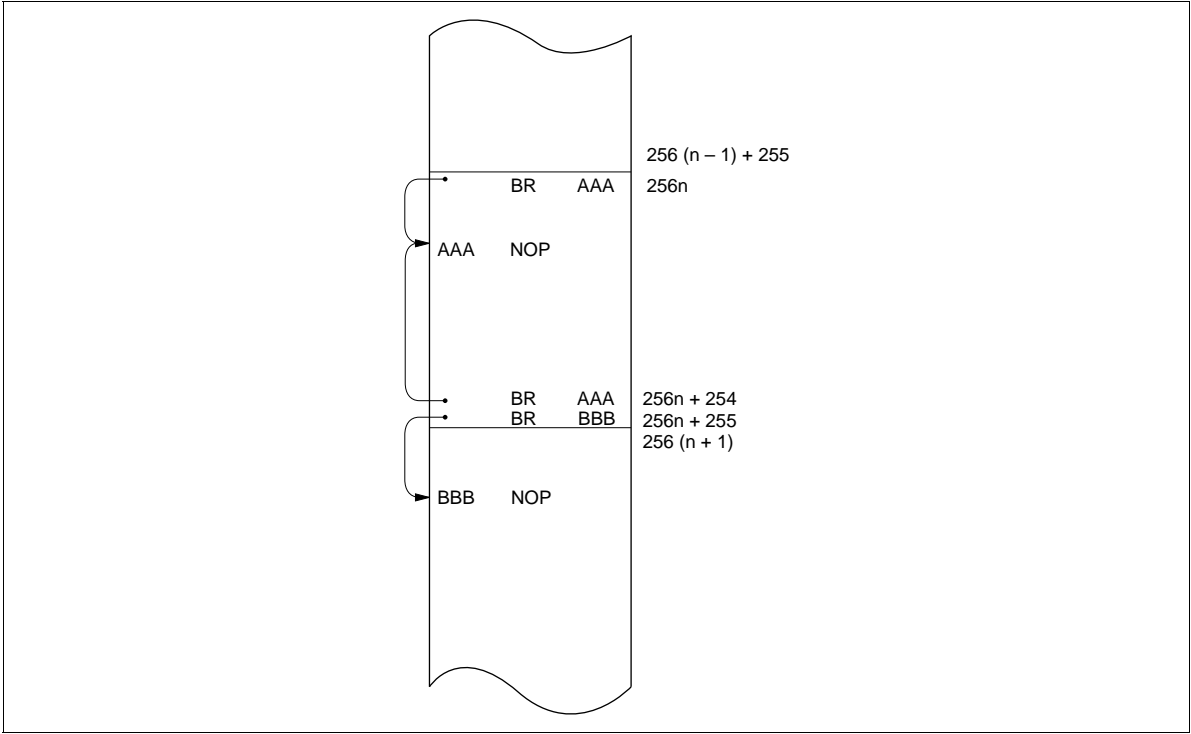 256 (n – 1) + 255
BR AAA 256n
AAA NOP
BR AAA 256n + 254
BR BBB 256n + 255
256 (n + 1)
BBB NOP